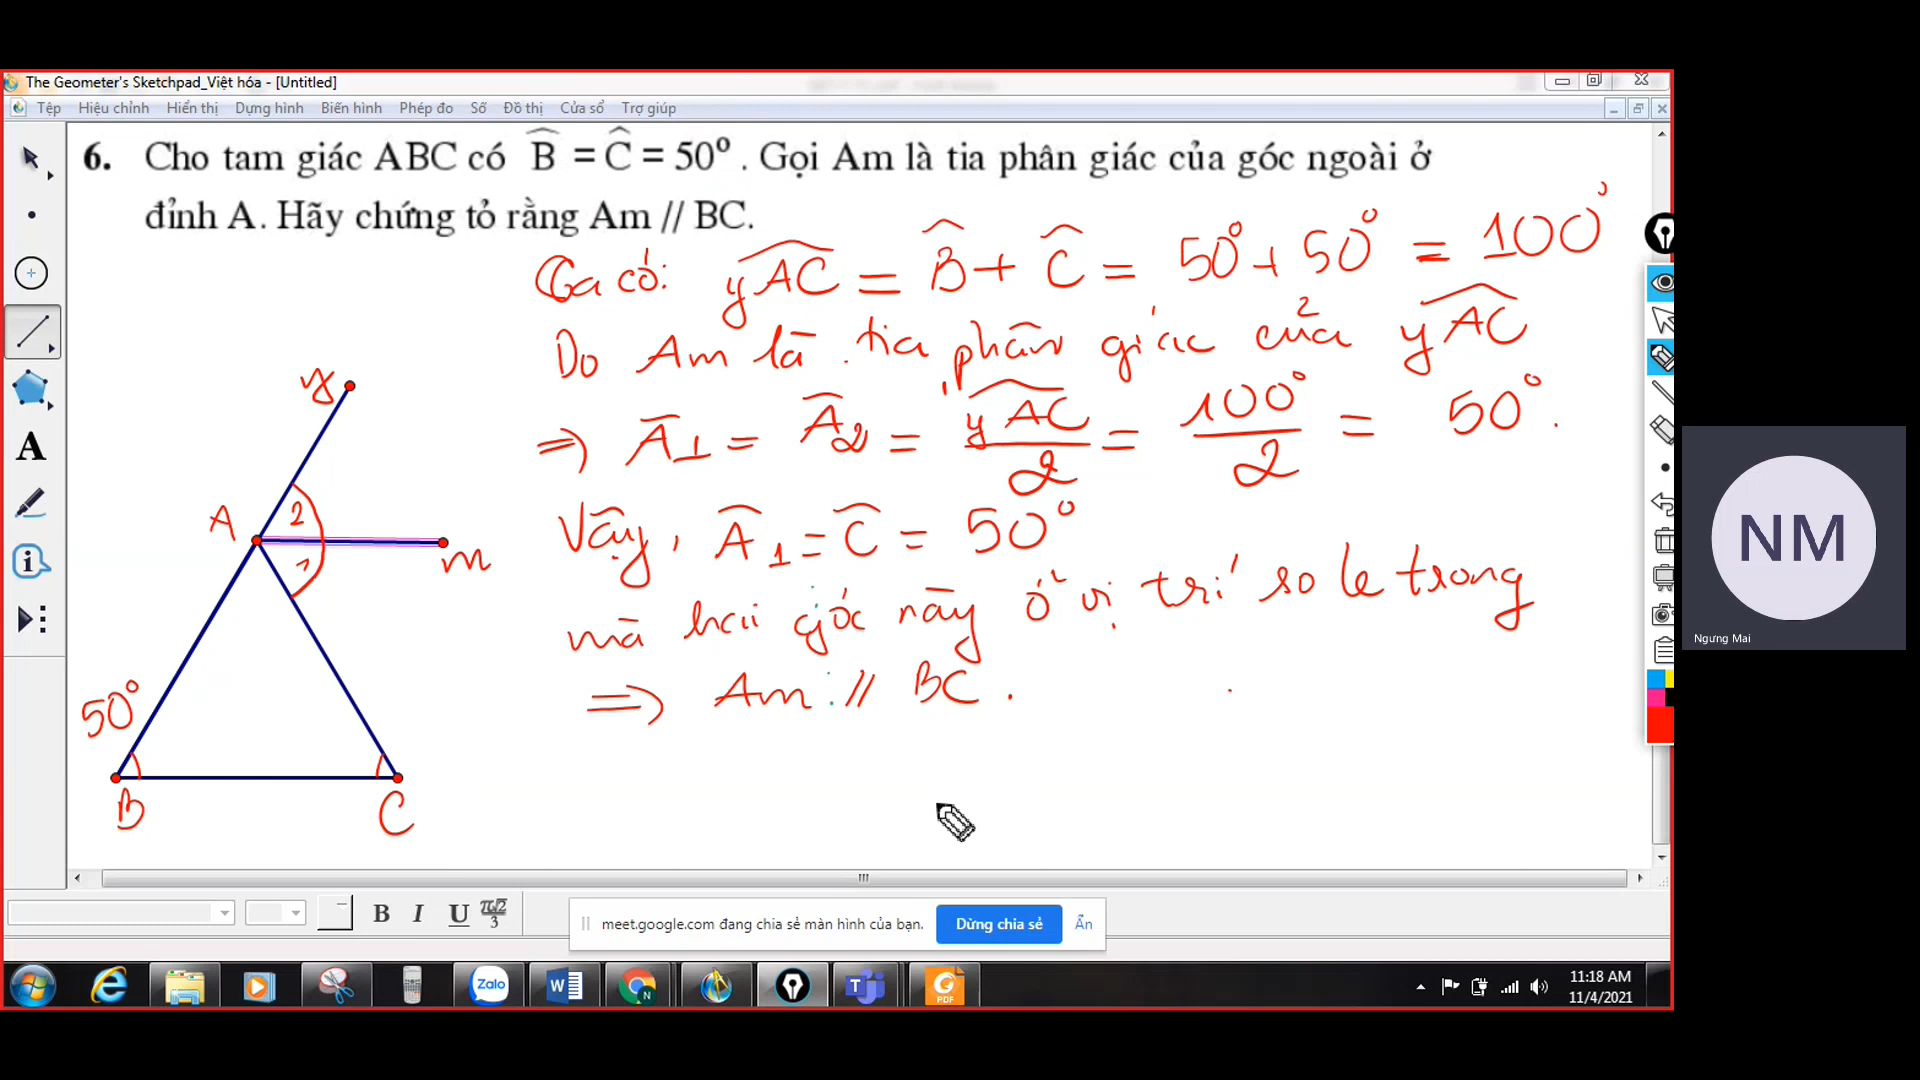 The Geometer's Sketchpad_Việt hóa - [Untitled]
Tệp Hiệu chỉnh Hiển thị Dựng hình Biến hình Phép đo Số Đồ thị Cửa sổ Trợ giúp
6. Cho tam giác ABC có B̂ = Ĉ = 50⁰ . Gọi Am là tia phân giác của góc ngoài ở
đỉnh A. Hãy chứng tỏ rằng Am // BC.
Ta có: yAC = B + C = 50° + 50° = 100°
Do Am là tia phân giác của yAC
=> A1 = A2 = yAC/2 = 100°/2 = 50°.
Vậy, A1 = C = 50°
mà hai góc này ở vị trí so le trong
=> Am // BC.
y
A
2
1
m
50°
B
C
A
i
B I U
meet.google.com đang chia sẻ màn hình của bạn. Dừng chia sẻ Ẩn
NM
Ngưng Mai
Zalo
W
N
PDF
11:18 AM
11/4/2021